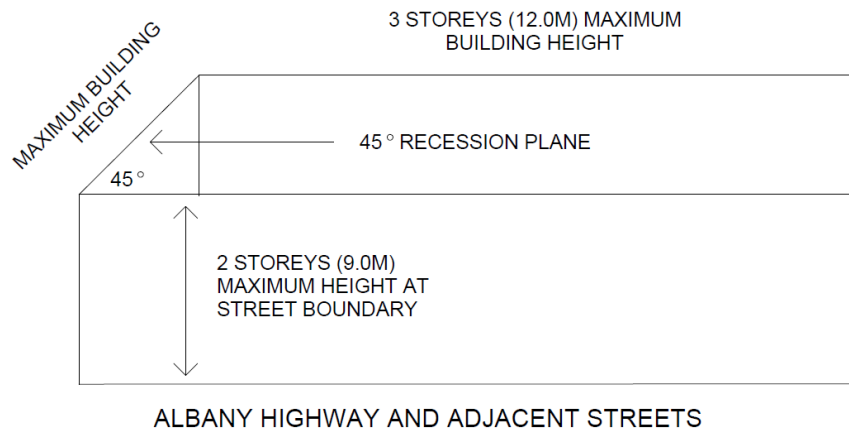 3 STOREYS (12.0M) MAXIMUM
BUILDING HEIGHT
MAXIMUM BUILDING
HEIGHT
45° RECESSION PLANE
45°
2 STOREYS (9.0M)
MAXIMUM HEIGHT AT
STREET BOUNDARY
ALBANY HIGHWAY AND ADJACENT STREETS